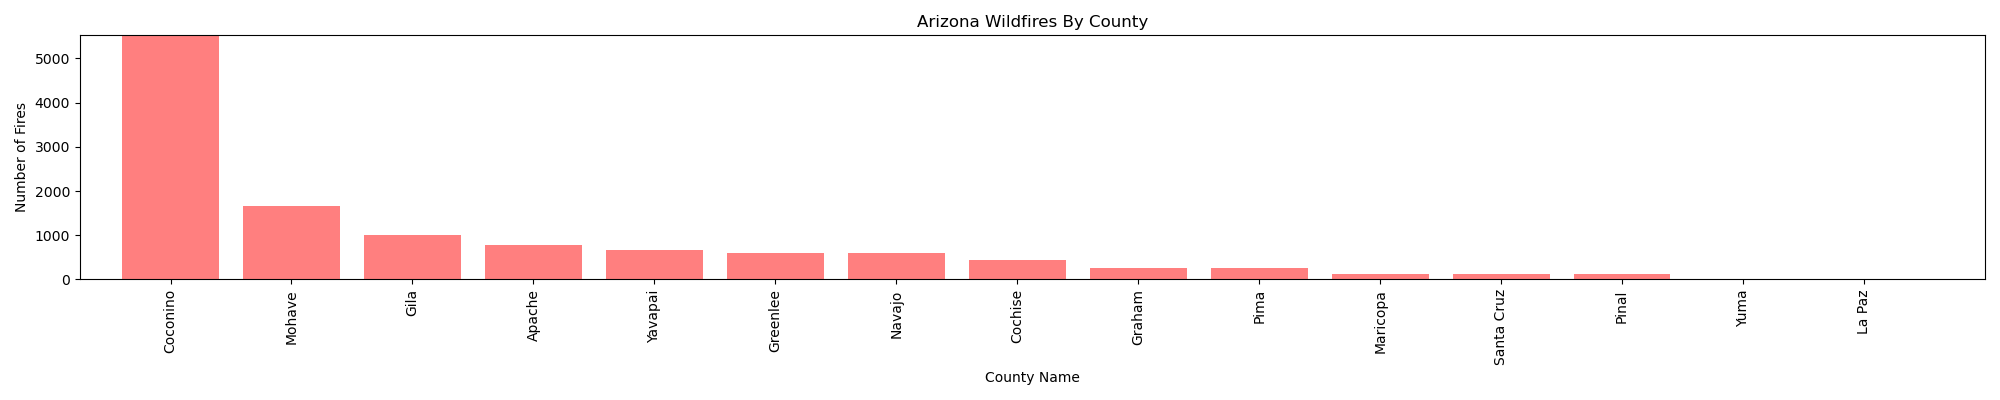 Arizona Wildfires By County
Number of Fires
5000
4000
3000
2000
1000
0
Coconino
Mohave
Gila
Apache
Yavapai
Greenlee
Navajo
Cochise
Graham
Pima
Maricopa
Santa Cruz
Pinal
Yuma
La Paz
County Name